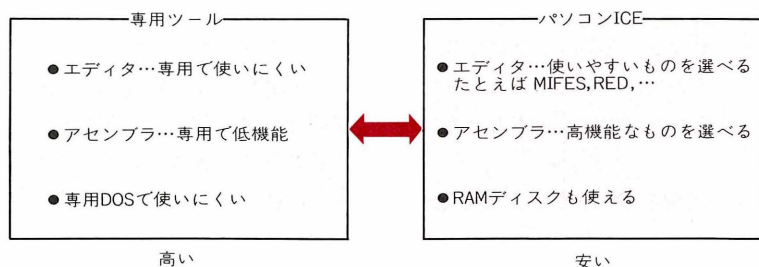 専用ツール
●エディタ…専用で使いにくい
●アセンブラ…専用で低機能
●専用DOSで使いにくい
高い
パソコンICE
●エディタ…使いやすいものを選べる
たとえば MIFES,RED,…
●アセンブラ…高機能なものを選べる
●RAMディスクも使える
安い